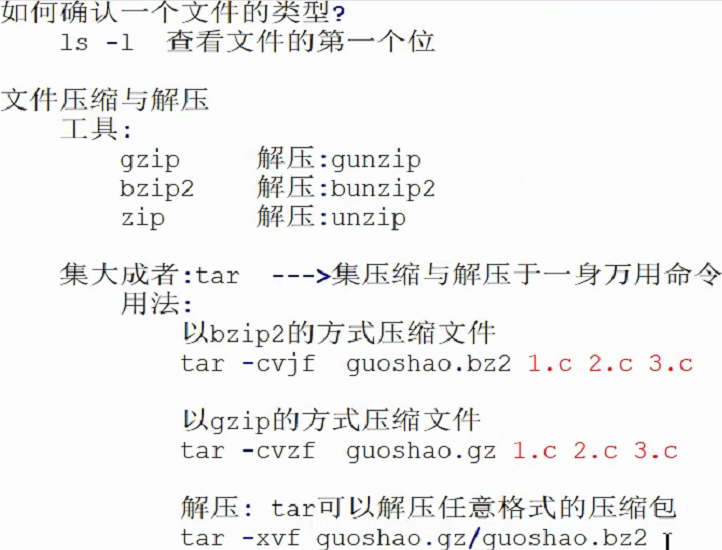 如何确认一个文件的类型?
ls -l 查看文件的第一个位
文件压缩与解压
工具:
gzip 解压:gunzip
bzip2 解压:bunzip2
zip 解压:unzip
集大成者:tar --->集压缩与解压于一身万用命令
用法:
以bzip2的方式压缩文件
tar -cvjf guoshao.bz2 1.c 2.c 3.c
以gzip的方式压缩文件
tar -cvzf guoshao.gz 1.c 2.c 3.c
解压: tar可以解压任意格式的压缩包
tar -xvf guoshao.gz/guoshao.bz2